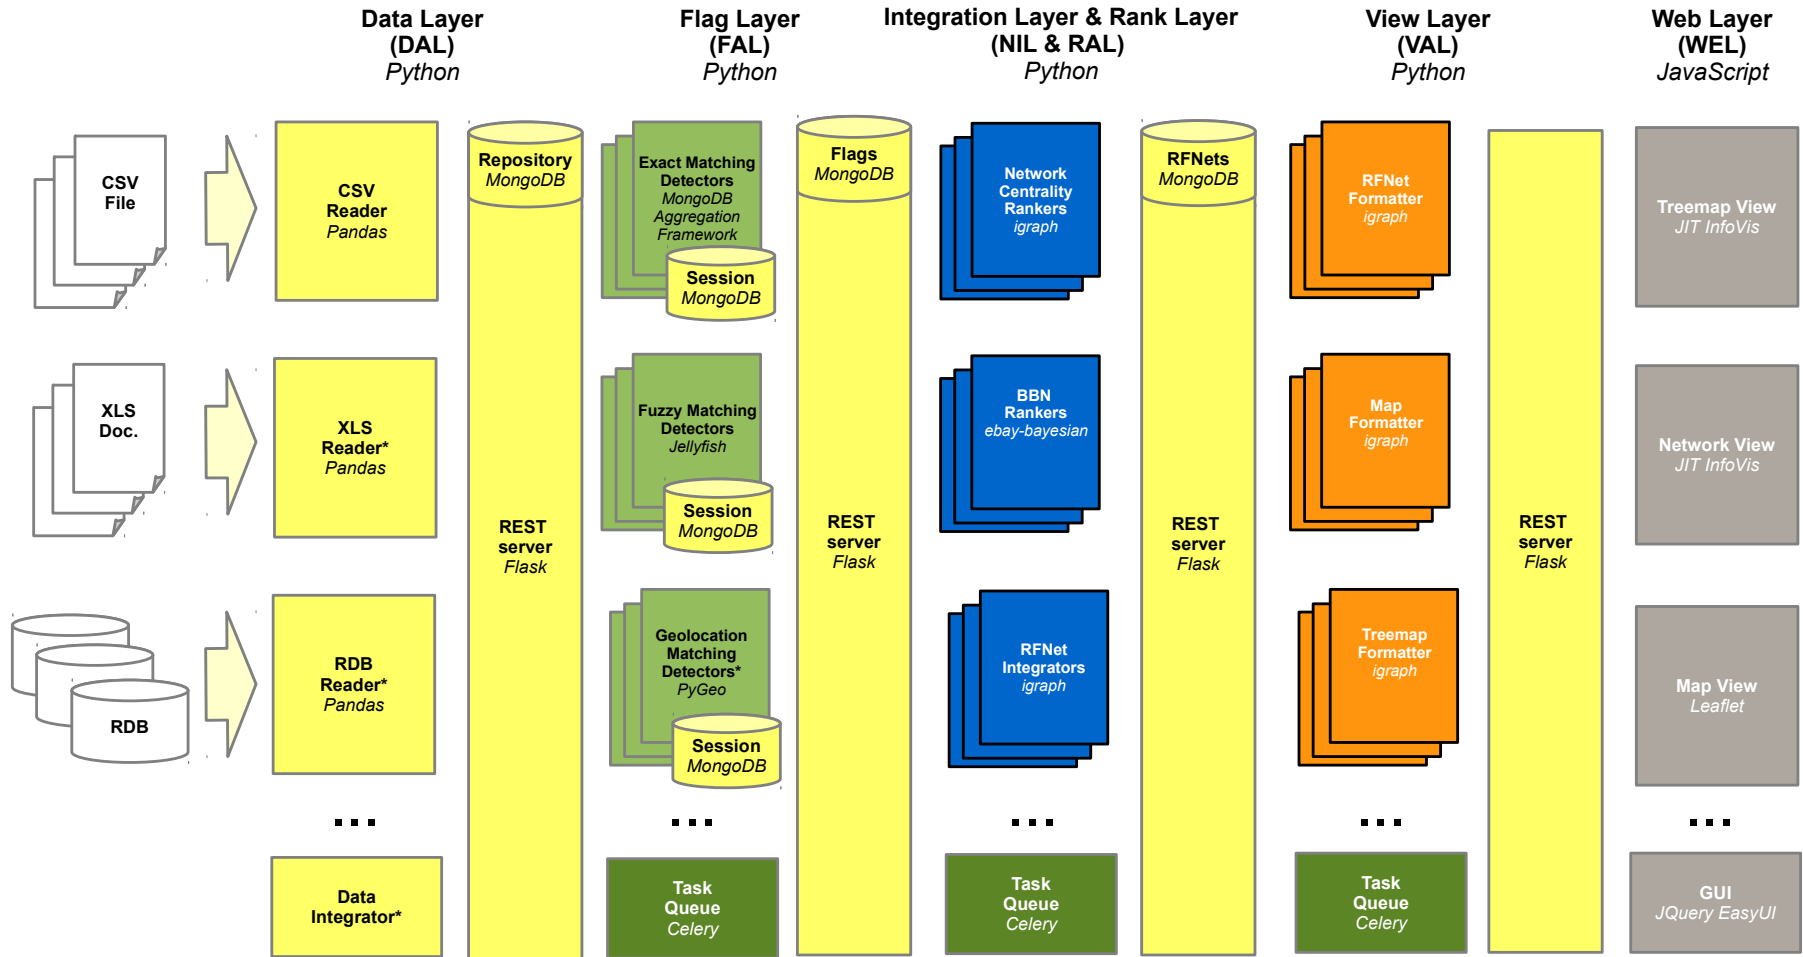 Data Layer
(DAL)
Python
Flag Layer
(FAL)
Python
Integration Layer & Rank Layer
(NIL & RAL)
Python
View Layer
(VAL)
Python
Web Layer
(WEL)
JavaScript
CSV
File
CSV
Reader
Pandas
Repository
MongoDB
Exact Matching
Detectors
MongoDB
Aggregation
Framework
Session
MongoDB
Flags
MongoDB
Network
Centrality
Rankers
igraph
RFNets
MongoDB
RFNet
Formatter
igraph
Treemap View
JIT InfoVis
XLS
Doc.
XLS
Reader*
Pandas
Fuzzy Matching
Detectors
Jellyfish
Session
MongoDB
BBN
Rankers
ebay-bayesian
Map
Formatter
igraph
Network View
JIT InfoVis
REST
server
Flask
REST
server
Flask
REST
server
Flask
REST
server
Flask
RDB
RDB
Reader*
Pandas
Geolocation
Matching
Detectors*
PyGeo
Session
MongoDB
RFNet
Integrators
igraph
Treemap
Formatter
igraph
Map View
Leaflet
...
...
...
...
...
Data
Integrator*
Task
Queue
Celery
Task
Queue
Celery
Task
Queue
Celery
GUI
JQuery EasyUI